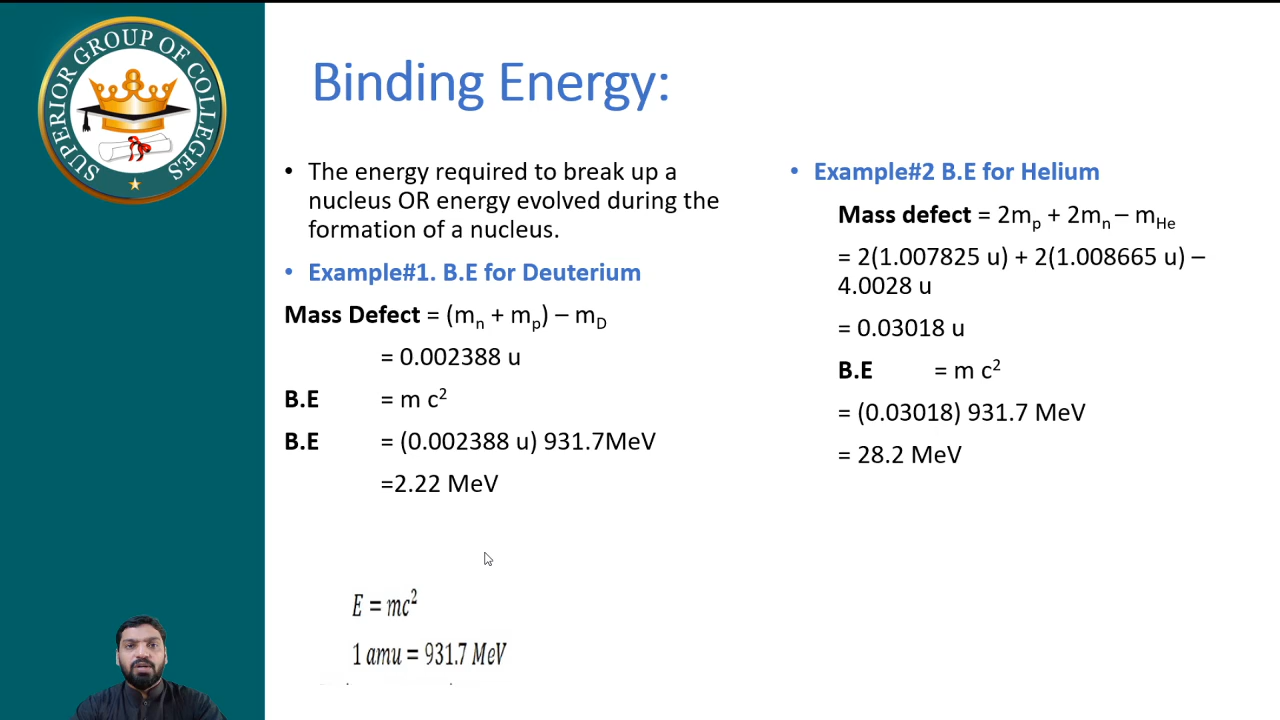 SUPERIOR GROUP OF COLLEGES
Binding Energy:
• The energy required to break up a
nucleus OR energy evolved during the
formation of a nucleus.
• Example#1. B.E for Deuterium
Mass Defect = (mₙ + mₚ) – m_D
= 0.002388 u
B.E = m c²
B.E = (0.002388 u) 931.7MeV
=2.22 MeV
E = mc²
1 amu = 931.7 MeV
• Example#2 B.E for Helium
Mass defect = 2mₚ + 2mₙ – m_He
= 2(1.007825 u) + 2(1.008665 u) –
4.0028 u
= 0.03018 u
B.E = m c²
= (0.03018) 931.7 MeV
= 28.2 MeV